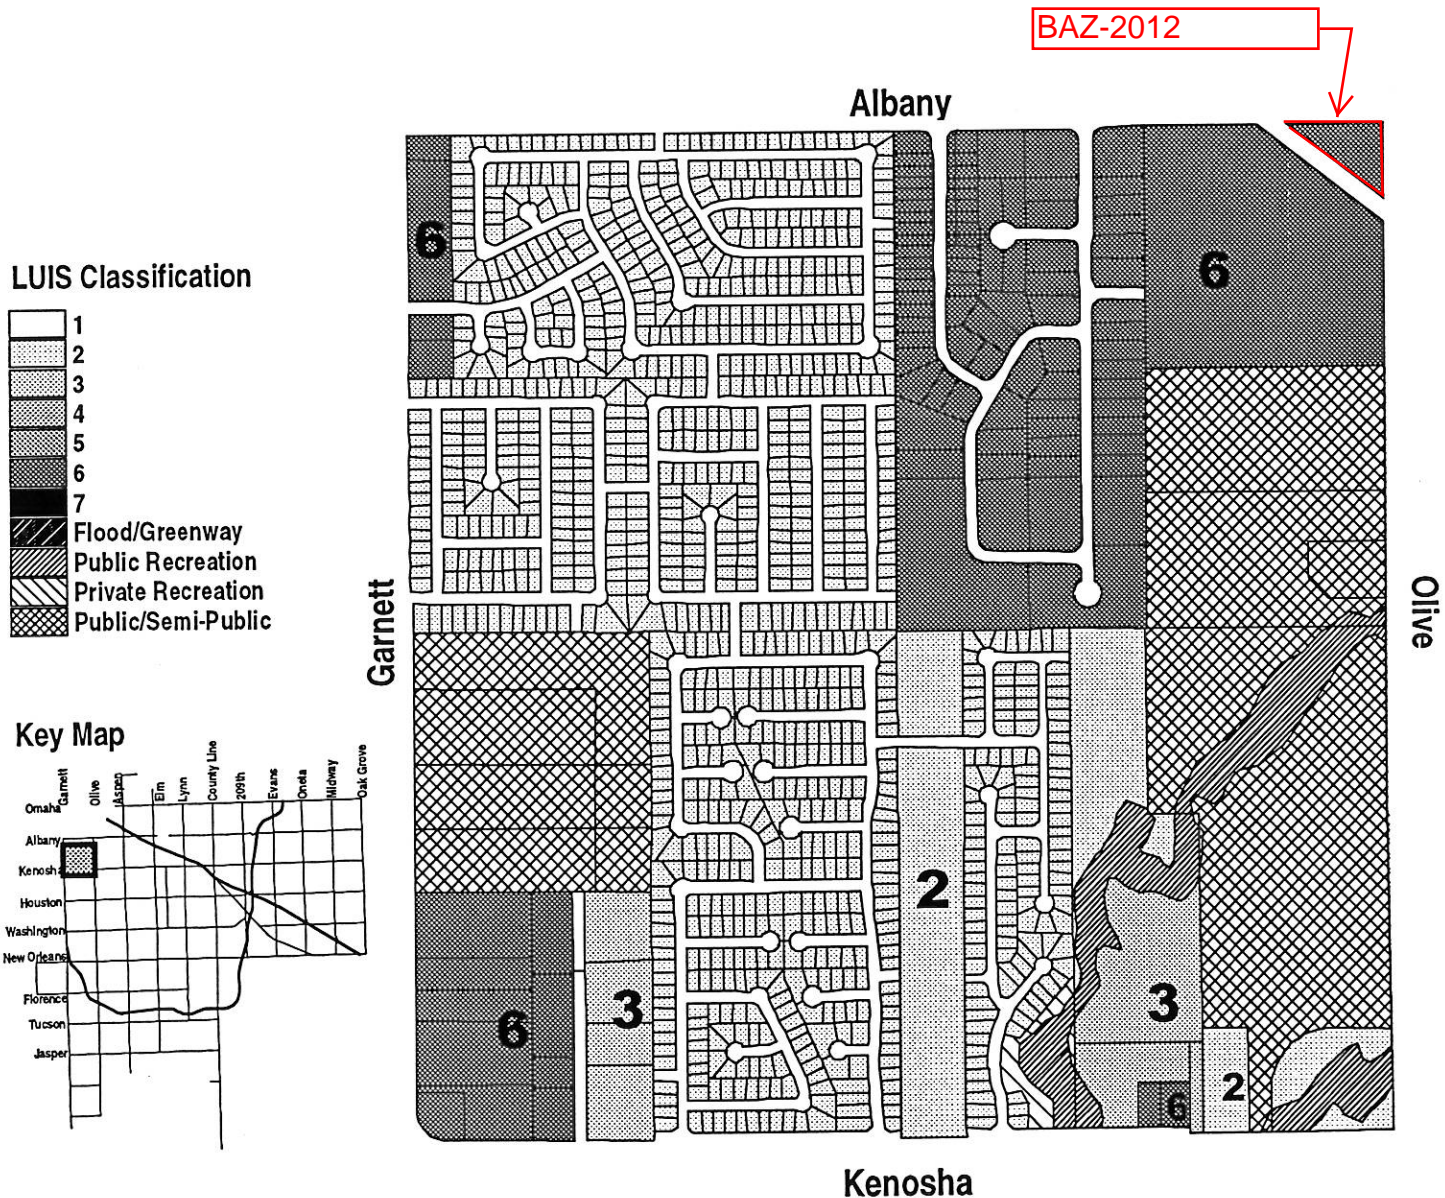 BAZ-2012
Albany
6
6
LUIS Classification
1
2
3
4
5
6
7
Flood/Greenway
Public Recreation
Private Recreation
Public/Semi-Public
Garnett
Olive
Key Map
Garnett
Olive
Aspen
Elm
Lynn
County Line
209th
Evans
Oneta
Midway
Oak Grove
Omaha
Albany
Kenosha
Houston
Washington
New Orleans
Florence
Tucson
Jasper
2
3
3
6
2
6
Kenosha